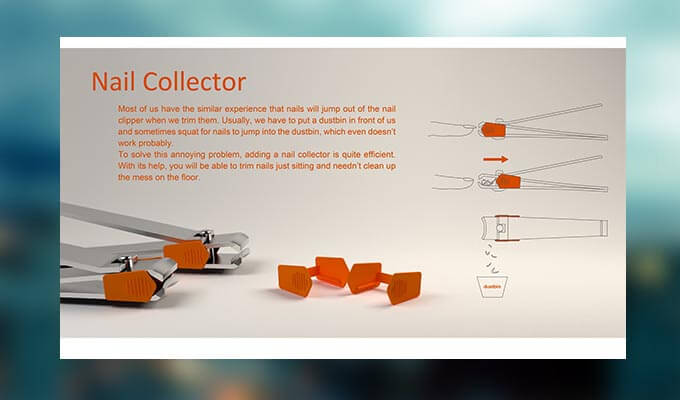 Nail Collector
Most of us have the similar experience that nails will jump out of the nail
clipper when we trim them. Usually, we have to put a dustbin in front of us
and sometimes squat for nails to jump into the dustbin, which even doesn't
work probably.
To solve this annoying problem, adding a nail collector is quite efficient.
With its help, you will be able to trim nails just sitting and needn't clean up
the mess on the floor.
dustbin